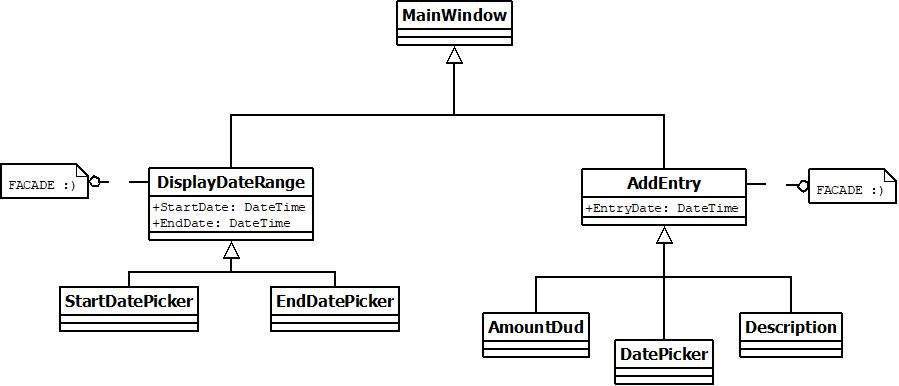 MainWindow
FACADE :)
DisplayDateRange
+StartDate: DateTime
+EndDate: DateTime
AddEntry
+EntryDate: DateTime
FACADE :)
StartDatePicker
EndDatePicker
AmountDud
DatePicker
Description